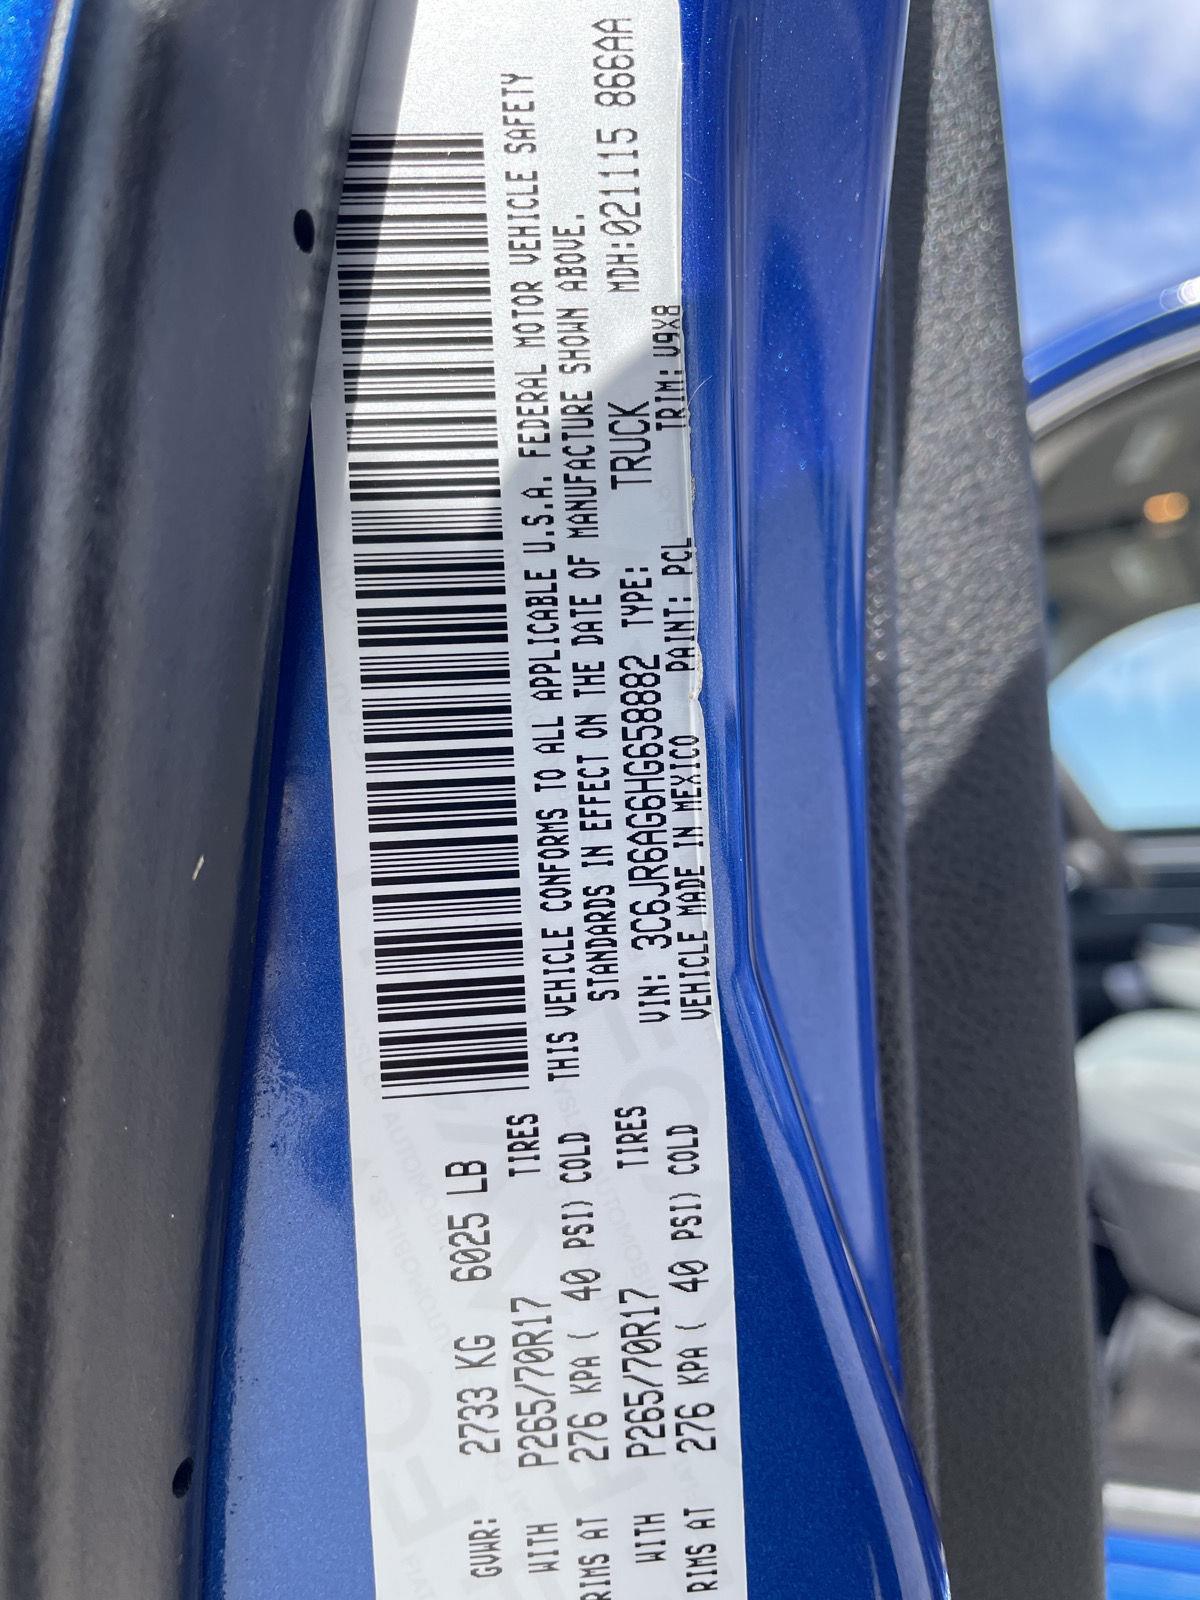 GVWR: 2733 KG 6025 LB
WITH P265/70R17 TIRES
RIMS AT 276 KPA ( 40 PSI) COLD
WITH P265/70R17 TIRES
RIMS AT 276 KPA ( 40 PSI) COLD
THIS VEHICLE CONFORMS TO ALL APPLICABLE U.S.A. FEDERAL MOTOR VEHICLE SAFETY
STANDARDS IN EFFECT ON THE DATE OF MANUFACTURE SHOWN ABOVE.
MDH:021115 866AA
VIN: 3C6JR6AG6HG658882 TYPE: TRUCK
VEHICLE MADE IN MEXICO PAINT: PCL TRIM: V9X8